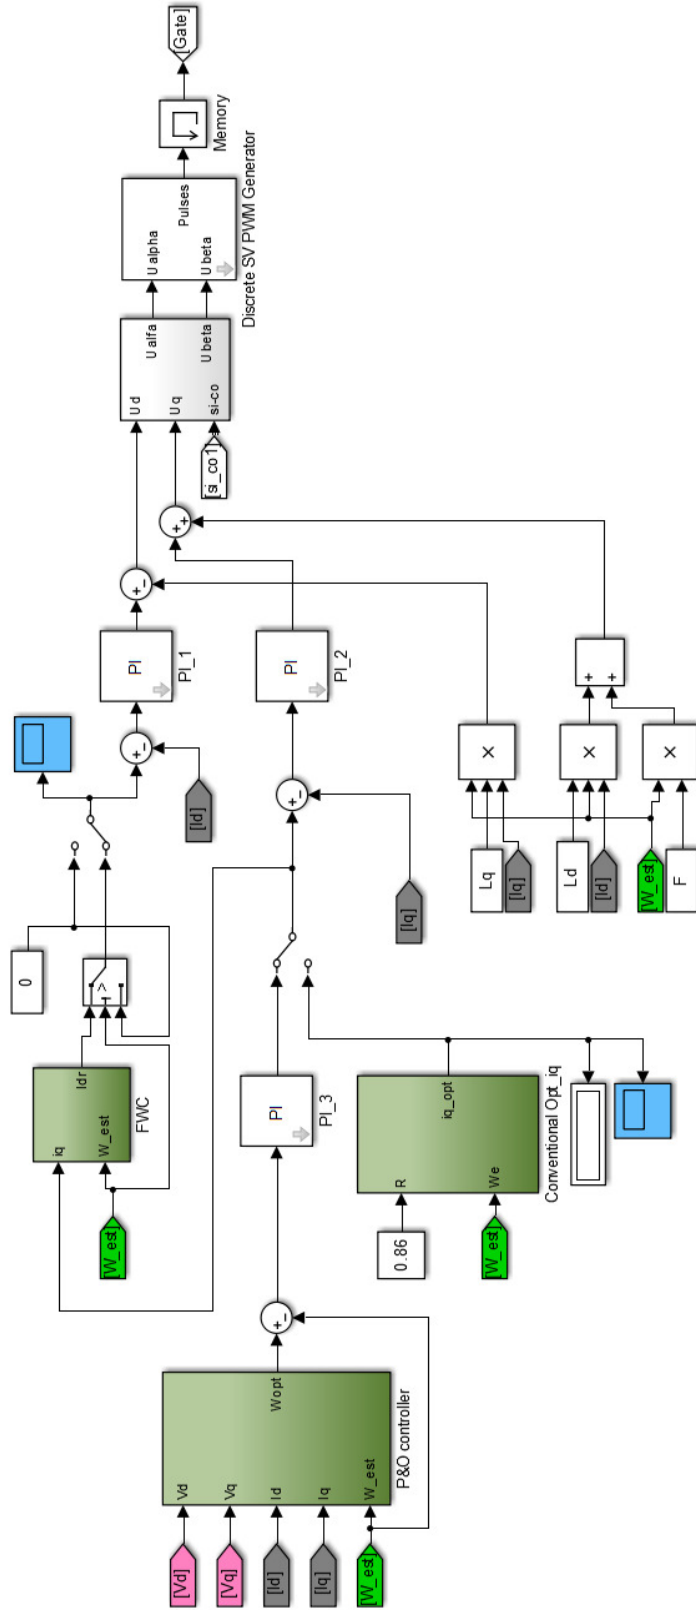 [Vd]
[Vq]
[Id]
[Iq]
[W_est]
Vd
Vq
Id
Iq
W_est
Wopt
P&O controller
+
-
[W_est]
iq
W_est
Idr
FWC
0
>
0.86
[W_est]
R
We
iq_opt
Conventional Opt_iq
PI
PI_3
+
-
[Id]
PI
PI_1
+
-
[Iq]
PI
PI_2
+
-
+
+
Lq
[Iq]
Ld
[Id]
[W_est]
F
×
×
×
+
+
[si_co1]
Ud
Uq
si-co
U alfa
U beta
U alpha
U beta
Pulses
Discrete SV PWM Generator
Memory
[Gate]